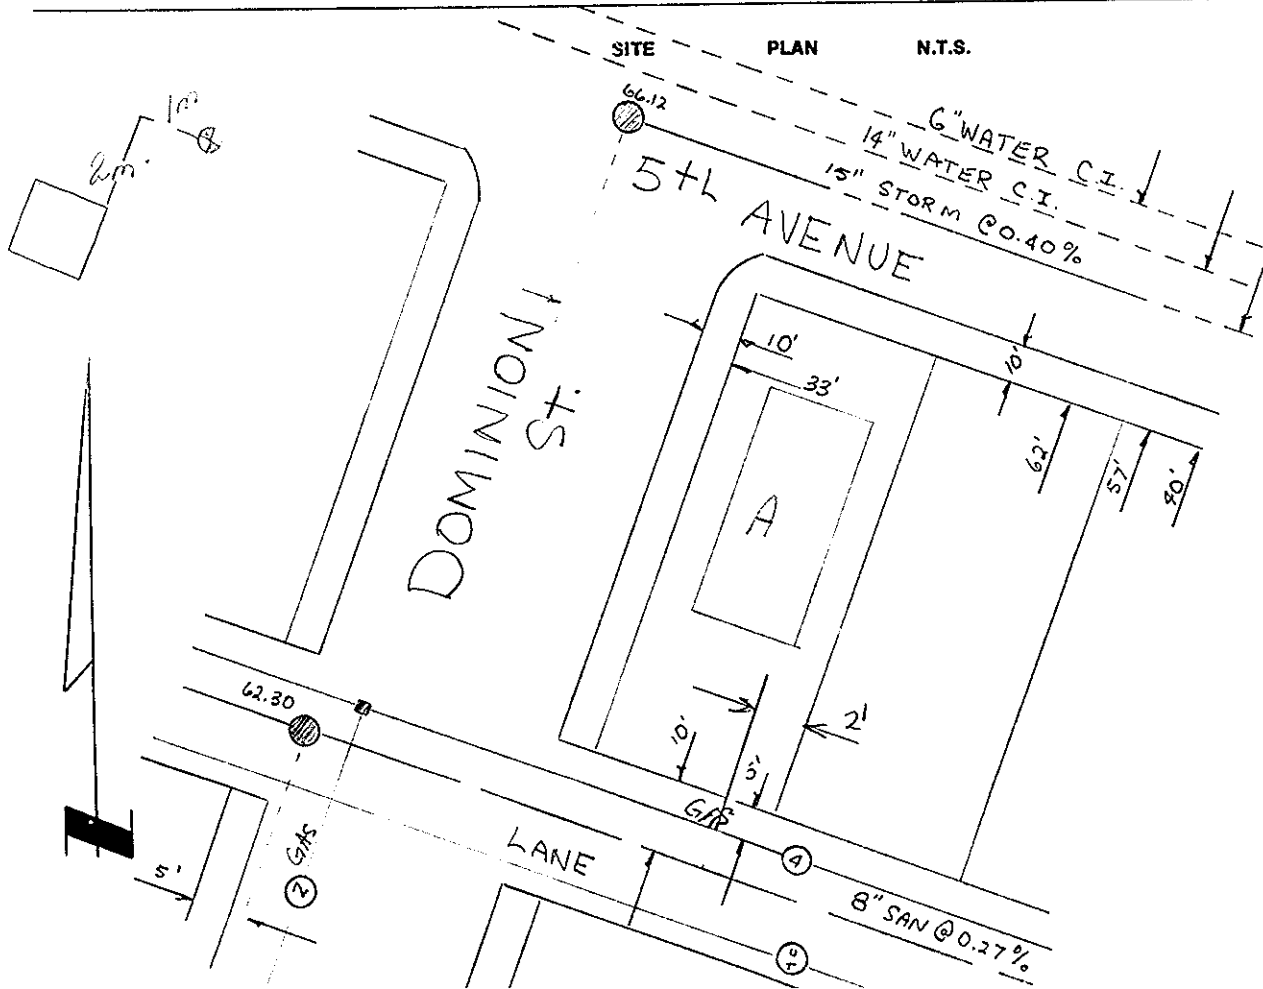 SITE PLAN N.T.S.
1m
2m.
66.12
6" WATER C.I.
14" WATER C.I.
15" STORM @0.40%
5th AVENUE
DOMINION
St.
10'
33'
10'
62'
57'
40'
A
2'
10'
5'
GAS
62.30
GAS
2
5'
LANE
4
8" SAN @ 0.27%